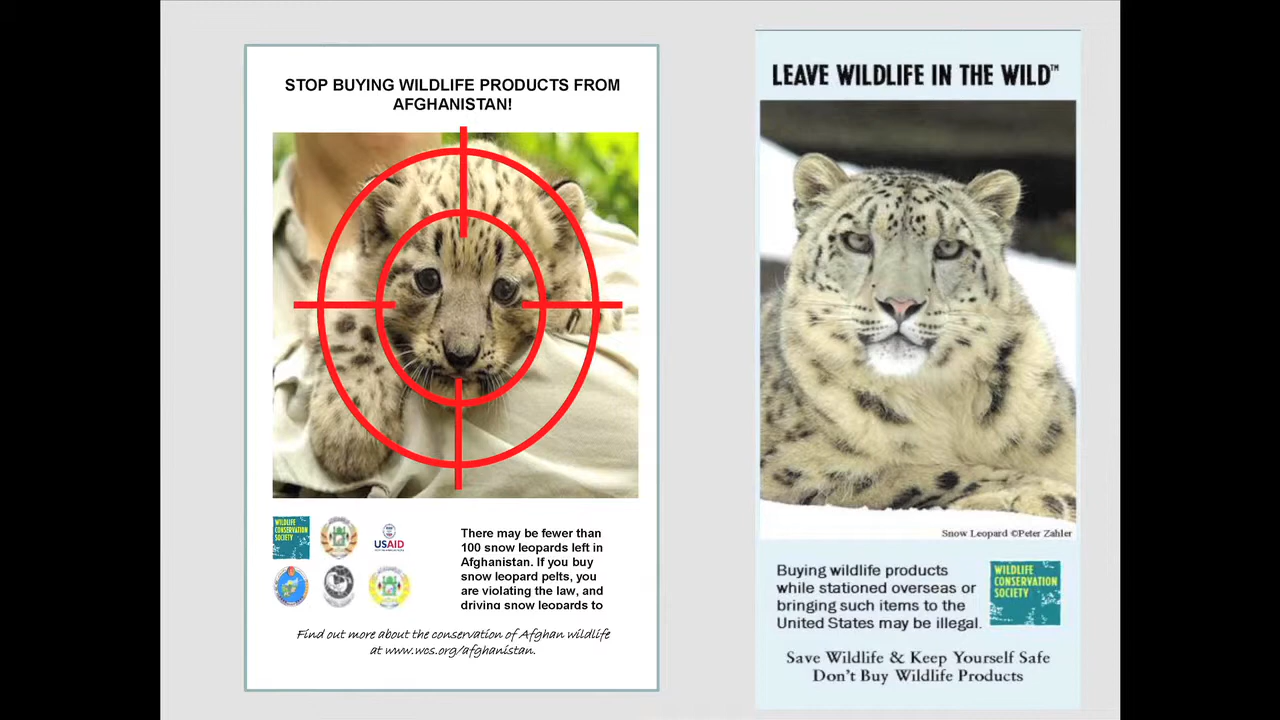 STOP BUYING WILDLIFE PRODUCTS FROM
AFGHANISTAN!
WILDLIFE
CONSERVATION
SOCIETY
USAID
There may be fewer than
100 snow leopards left in
Afghanistan. If you buy
snow leopard pelts, you
are violating the law, and
driving snow leopards to
Find out more about the conservation of Afghan wildlife
at www.wcs.org/afghanistan.
LEAVE WILDLIFE IN THE WILD™
Snow Leopard ©Peter Zahler
Buying wildlife products
while stationed overseas or
bringing such items to the
United States may be illegal.
WILDLIFE
CONSERVATION
SOCIETY
Save Wildlife & Keep Yourself Safe
Don't Buy Wildlife Products